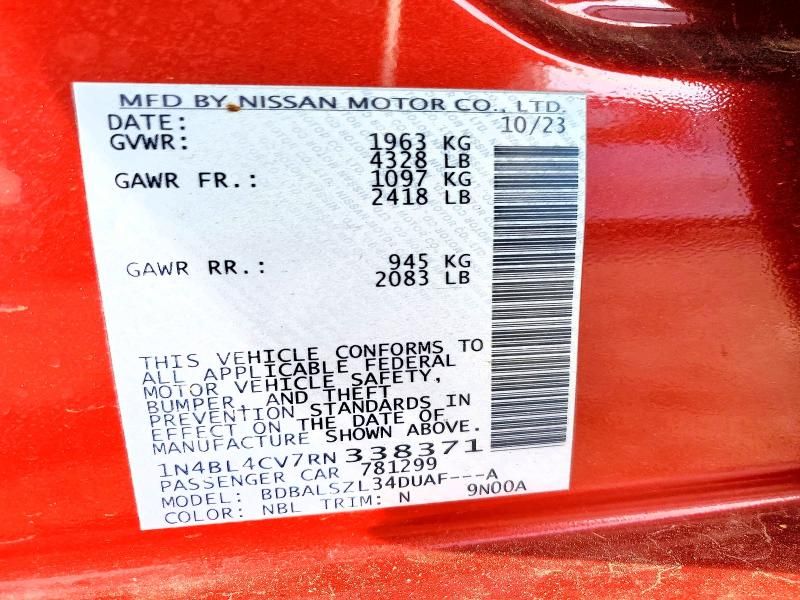 MFD BY NISSAN MOTOR CO., LTD.
DATE: 10/23
GVWR: 1963 KG
4328 LB
GAWR FR.: 1097 KG
2418 LB
GAWR RR.: 945 KG
2083 LB
THIS VEHICLE CONFORMS TO
ALL APPLICABLE FEDERAL
MOTOR VEHICLE SAFETY,
BUMPER, AND THEFT
PREVENTION STANDARDS IN
EFFECT ON THE DATE OF
MANUFACTURE SHOWN ABOVE.
1N4BL4CV7RN338371
PASSENGER CAR 781299
MODEL: BDBALSZL34DUAF---A
COLOR: NBL TRIM: N 9N00A